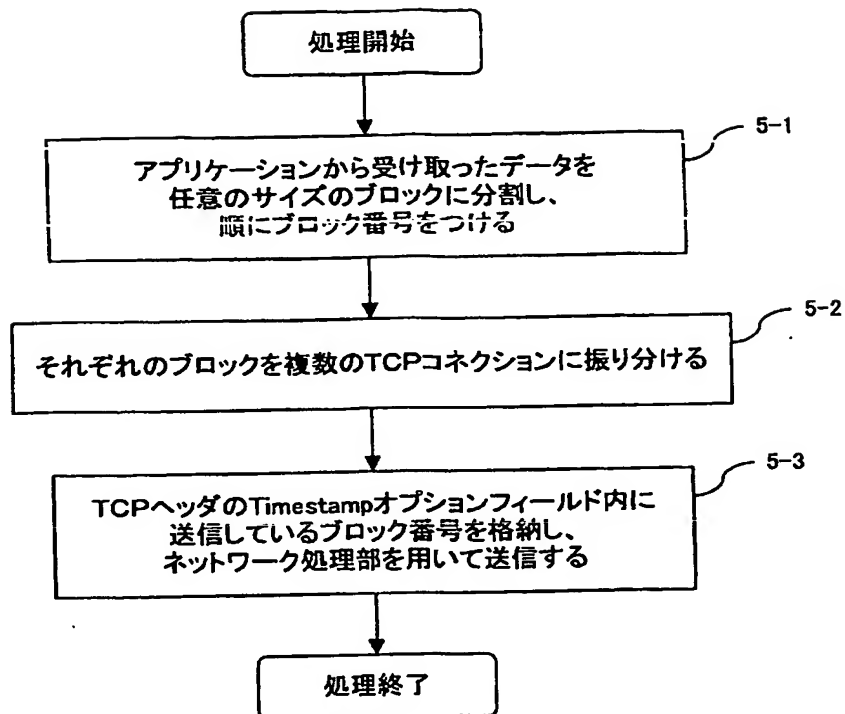 処理開始
5-1
アプリケーションから受け取ったデータを
任意のサイズのブロックに分割し、
順にブロック番号をつける
5-2
それぞれのブロックを複数のTCPコネクションに振り分ける
5-3
TCPヘッダのTimestampオプションフィールド内に
送信しているブロック番号を格納し、
ネットワーク処理部を用いて送信する
処理終了